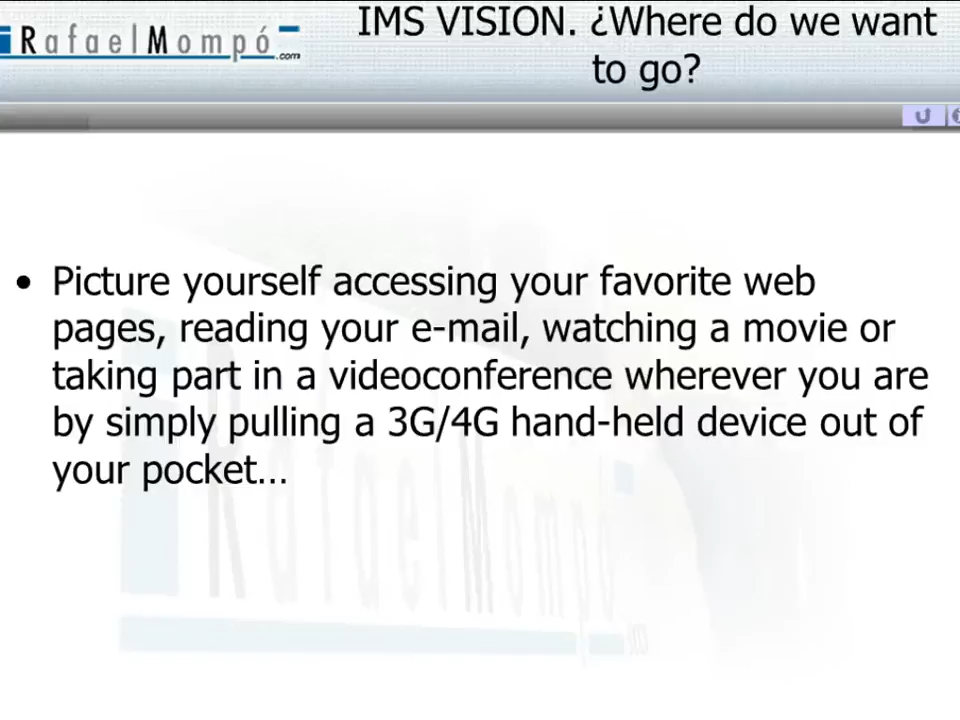 RafaelMompó.com
IMS VISION. ¿Where do we want
to go?
• Picture yourself accessing your favorite web
pages, reading your e-mail, watching a movie or
taking part in a videoconference wherever you are
by simply pulling a 3G/4G hand-held device out of
your pocket...
RafaelMompó